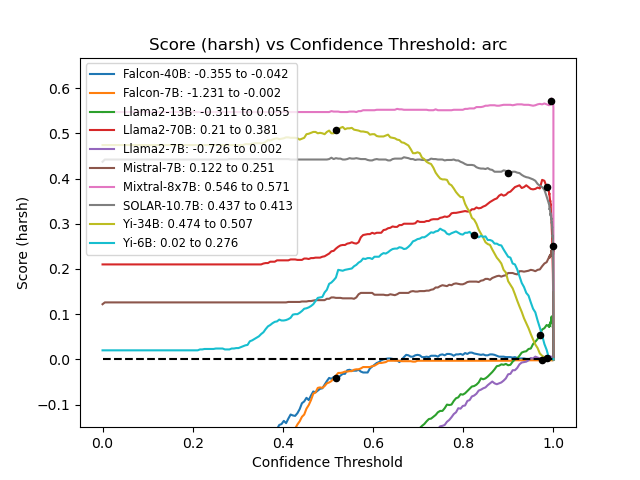 Score (harsh) vs Confidence Threshold: arc
Falcon-40B: -0.355 to -0.042
Falcon-7B: -1.231 to -0.002
Llama2-13B: -0.311 to 0.055
Llama2-70B: 0.21 to 0.381
Llama2-7B: -0.726 to 0.002
Mistral-7B: 0.122 to 0.251
Mixtral-8x7B: 0.546 to 0.571
SOLAR-10.7B: 0.437 to 0.413
Yi-34B: 0.474 to 0.507
Yi-6B: 0.02 to 0.276
Score (harsh)
0.6
0.5
0.4
0.3
0.2
0.1
0.0
−0.1
0.0 0.2 0.4 0.6 0.8 1.0
Confidence Threshold